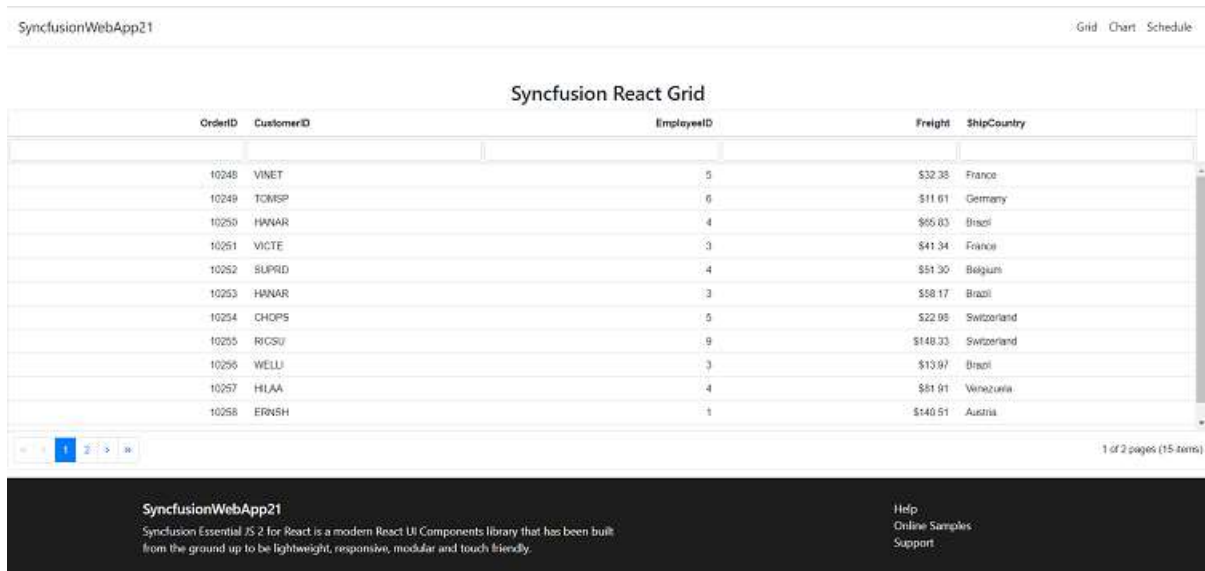 SyncfusionWebApp21
Grid Chart Schedule
Syncfusion React Grid
OrderID CustomerID EmployeeID Freight ShipCountry
10248 VINET 5 $32.38 France
10249 TOMSP 6 $11.61 Germany
10250 HANAR 4 $65.83 Brazil
10251 VICTE 3 $41.34 France
10252 SUPRD 4 $51.30 Belgium
10253 HANAR 3 $58.17 Brazil
10254 CHOPS 5 $22.98 Switzerland
10255 RICSU 9 $148.33 Switzerland
10256 WELLI 3 $13.97 Brazil
10257 HILAA 4 $81.91 Venezuela
10258 ERNSH 1 $140.51 Austria
« ‹ 1 2 › »
1 of 2 pages (15 items)
SyncfusionWebApp21
Syncfusion Essential JS 2 for React is a modern React UI Components library that has been built
from the ground up to be lightweight, responsive, modular and touch friendly.
Help
Online Samples
Support